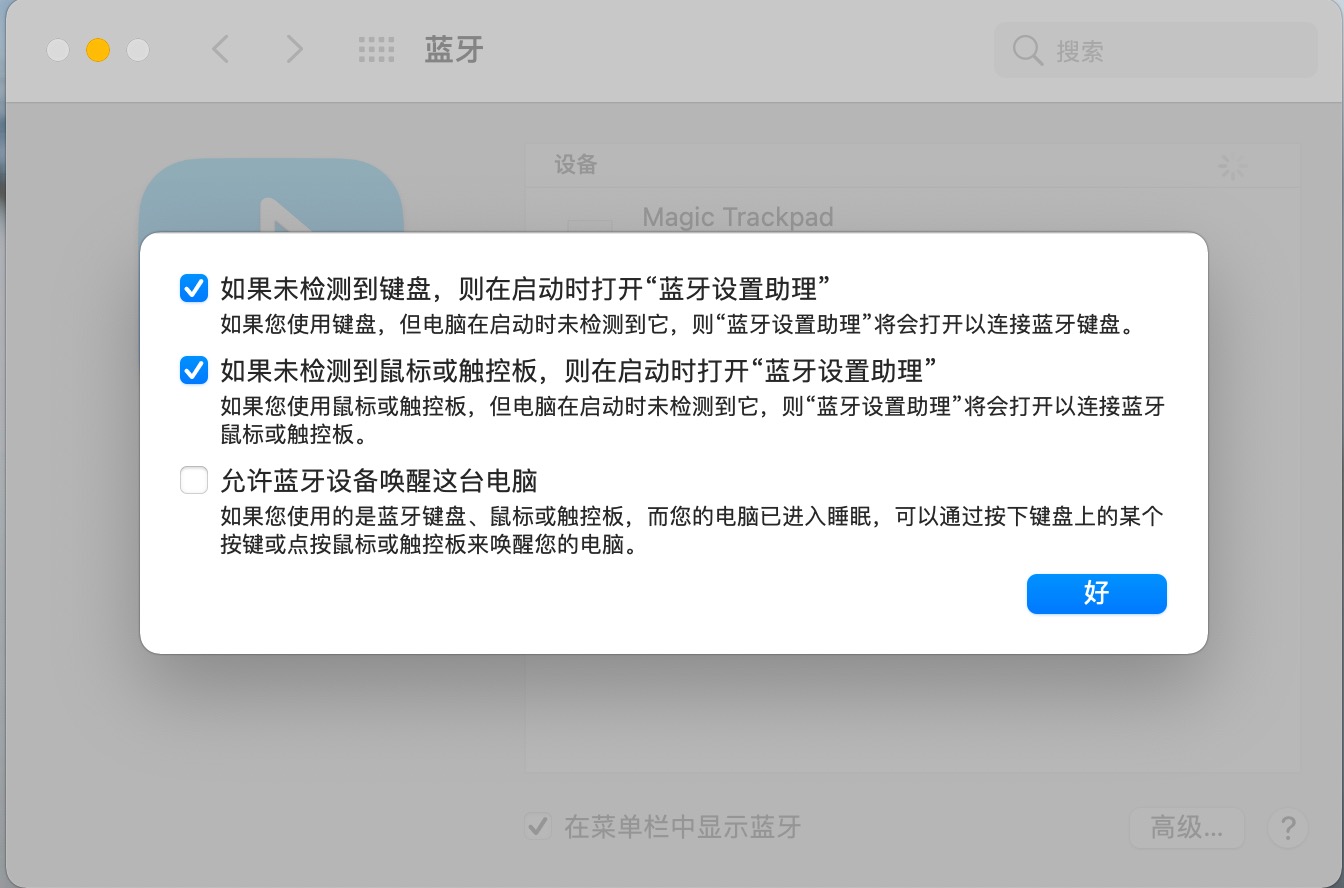 蓝牙
搜索
设备
Magic Trackpad
如果未检测到键盘，则在启动时打开“蓝牙设置助理”
如果您使用键盘，但电脑在启动时未检测到它，则“蓝牙设置助理”将会打开以连接蓝牙键盘。
如果未检测到鼠标或触控板，则在启动时打开“蓝牙设置助理”
如果您使用鼠标或触控板，但电脑在启动时未检测到它，则“蓝牙设置助理”将会打开以连接蓝牙
鼠标或触控板。
允许蓝牙设备唤醒这台电脑
如果您使用的是蓝牙键盘、鼠标或触控板，而您的电脑已进入睡眠，可以通过按下键盘上的某个
按键或点按鼠标或触控板来唤醒您的电脑。
好
在菜单栏中显示蓝牙
高级...
?